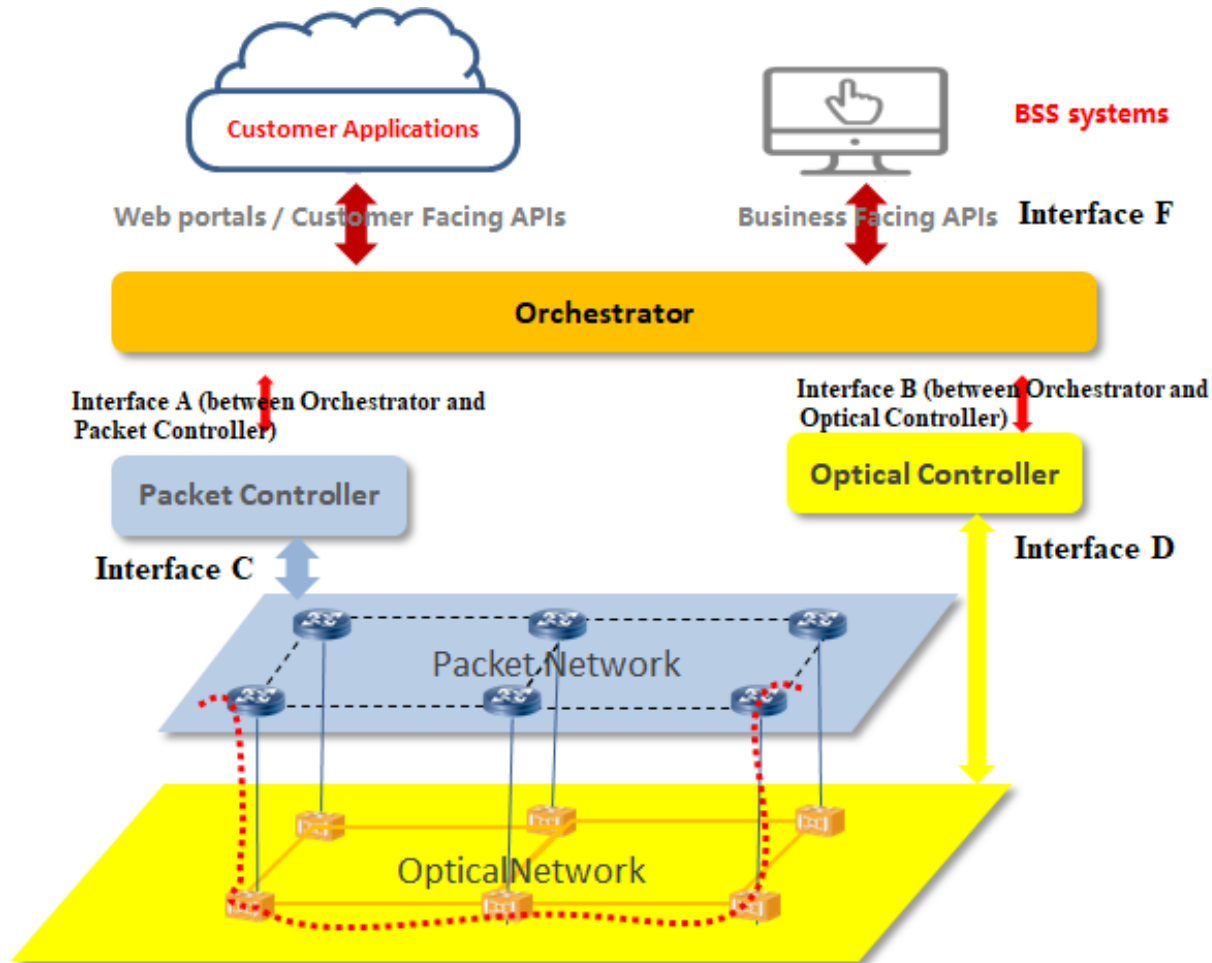 Customer Applications
BSS systems
Web portals / Customer Facing APIs
Business Facing APIs
Interface F
Orchestrator
Interface A (between Orchestrator and
Packet Controller)
Interface B (between Orchestrator and
Optical Controller)
Packet Controller
Optical Controller
Interface C
Interface D
Packet Network
OpticalNetwork